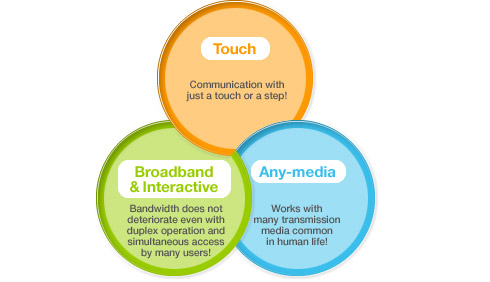 Touch
Communication with
just a touch or a step!
Broadband
& Interactive
Bandwidth does not
deteriorate even with
duplex operation and
simultaneous access
by many users!
Any-media
Works with
many transmission
media common
in human life!